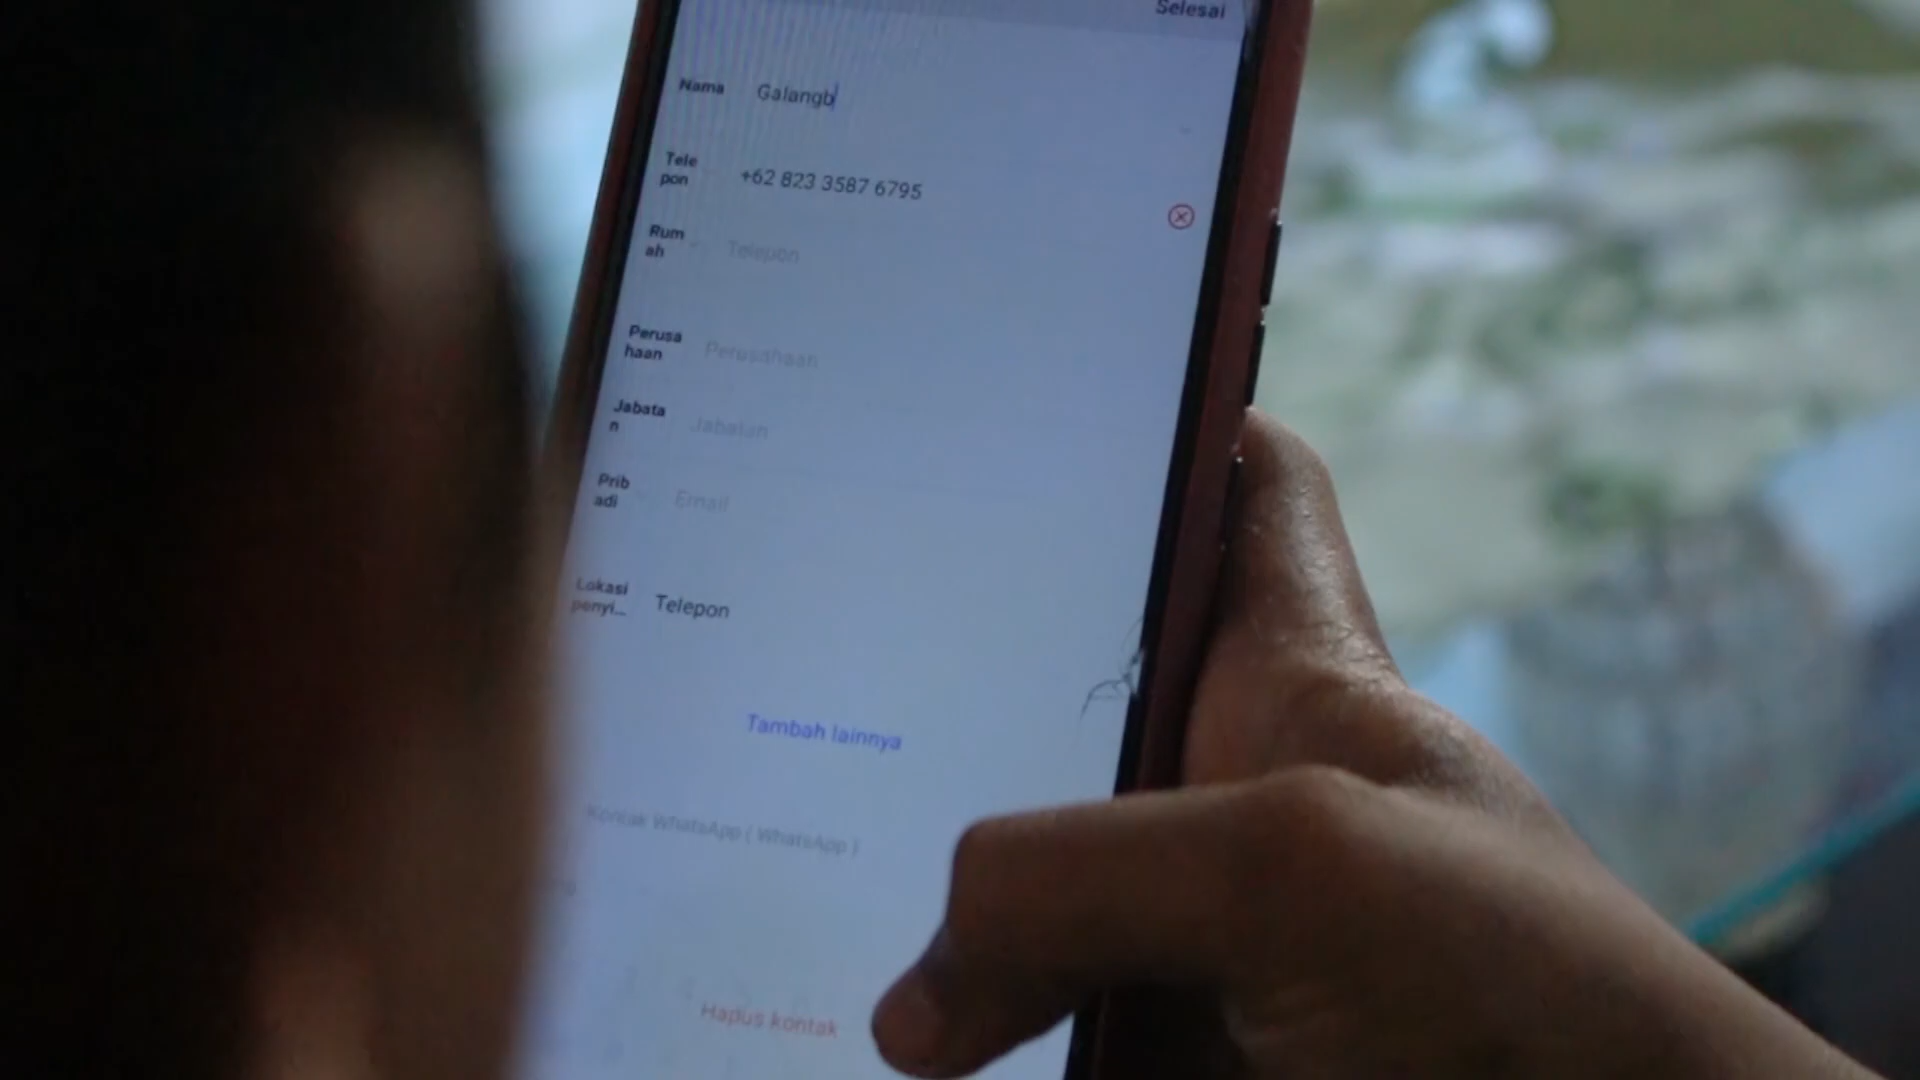 Selesai
Nama Galangb
Tele
pon
+62 823 3587 6795
Rum
ah
Telepon
Perusa
haan
Perusahaan
Jabata
n
Jabatan
Prib
adi
Email
Lokasi
penyi...
Telepon
Tambah lainnya
Kontak WhatsApp ( WhatsApp )
Hapus kontak